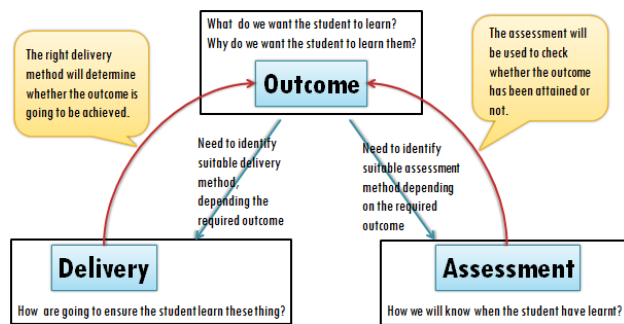 What do we want the student to learn?
Why do we want the student to learn them?
Outcome
The right delivery
method will determine
whether the outcome is
going to be achieved.
The assessment will
be used to check
whether the outcome
has been attained or
not.
Need to identify
suitable delivery
method,
depending the
required outcome
Need to identify
suitable assessment
method depending
on the required
outcome
Delivery
How are going to ensure the student learn these thing?
Assessment
How we will know when the student have learnt?